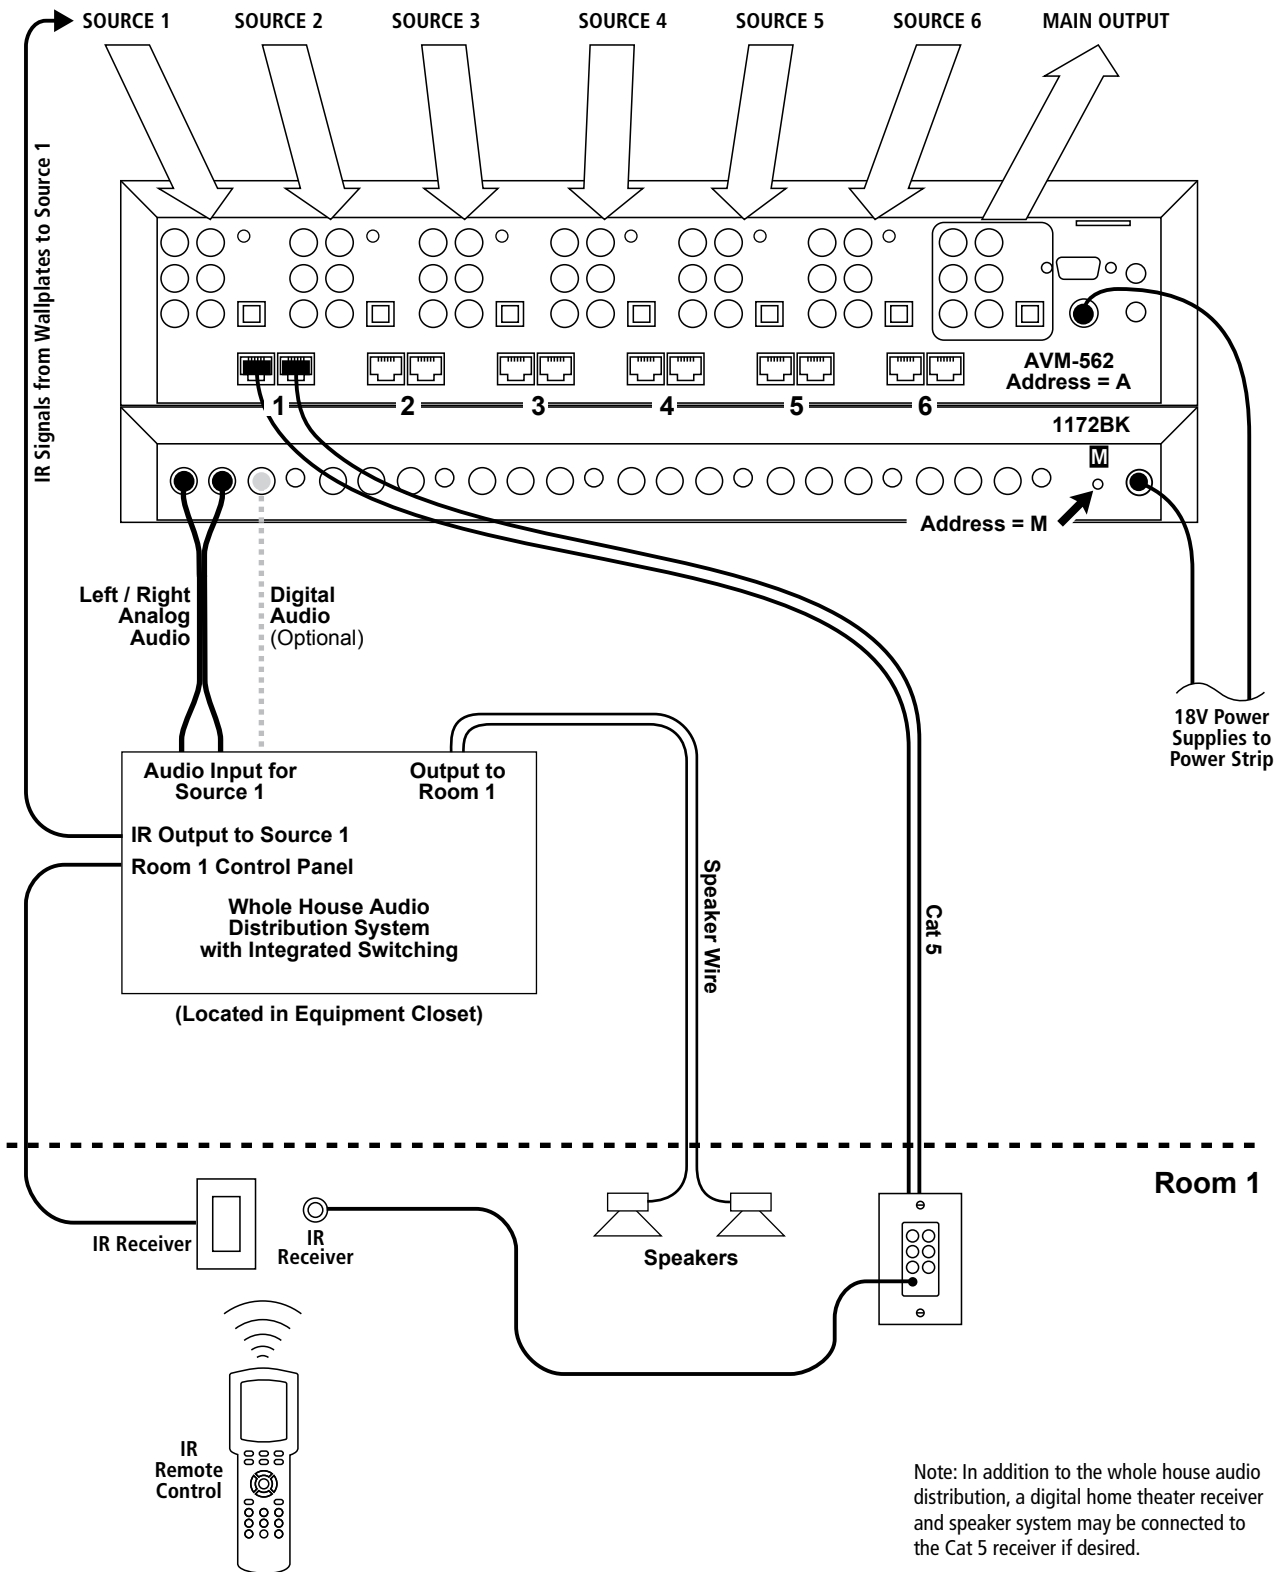 SOURCE 1
SOURCE 2
SOURCE 3
SOURCE 4
SOURCE 5
SOURCE 6
MAIN OUTPUT
IR Signals from Wallplates to Source 1
AVM-562
Address = A
1
2
3
4
5
6
1172BK
M
Address = M
Left / Right
Analog
Audio
Digital
Audio
(Optional)
18V Power
Supplies to
Power Strip
Audio Input for
Source 1
Output to
Room 1
IR Output to Source 1
Room 1 Control Panel
Whole House Audio
Distribution System
with Integrated Switching
(Located in Equipment Closet)
Speaker Wire
Cat 5
Room 1
IR Receiver
IR
Receiver
Speakers
IR
Remote
Control
Note: In addition to the whole house audio
distribution, a digital home theater receiver
and speaker system may be connected to
the Cat 5 receiver if desired.